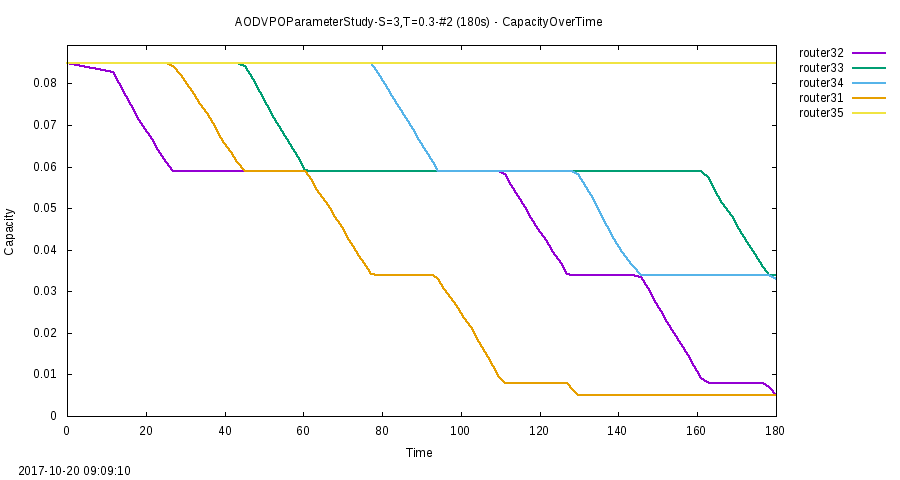 AODVPOParameterStudy-S=3,T=0.3-#2 (180s) - CapacityOverTime
router32
router33
router34
router31
router35
0.08
0.07
0.06
0.05
0.04
0.03
0.02
0.01
0
Capacity
0 20 40 60 80 100 120 140 160 180
Time
2017-10-20 09:09:10